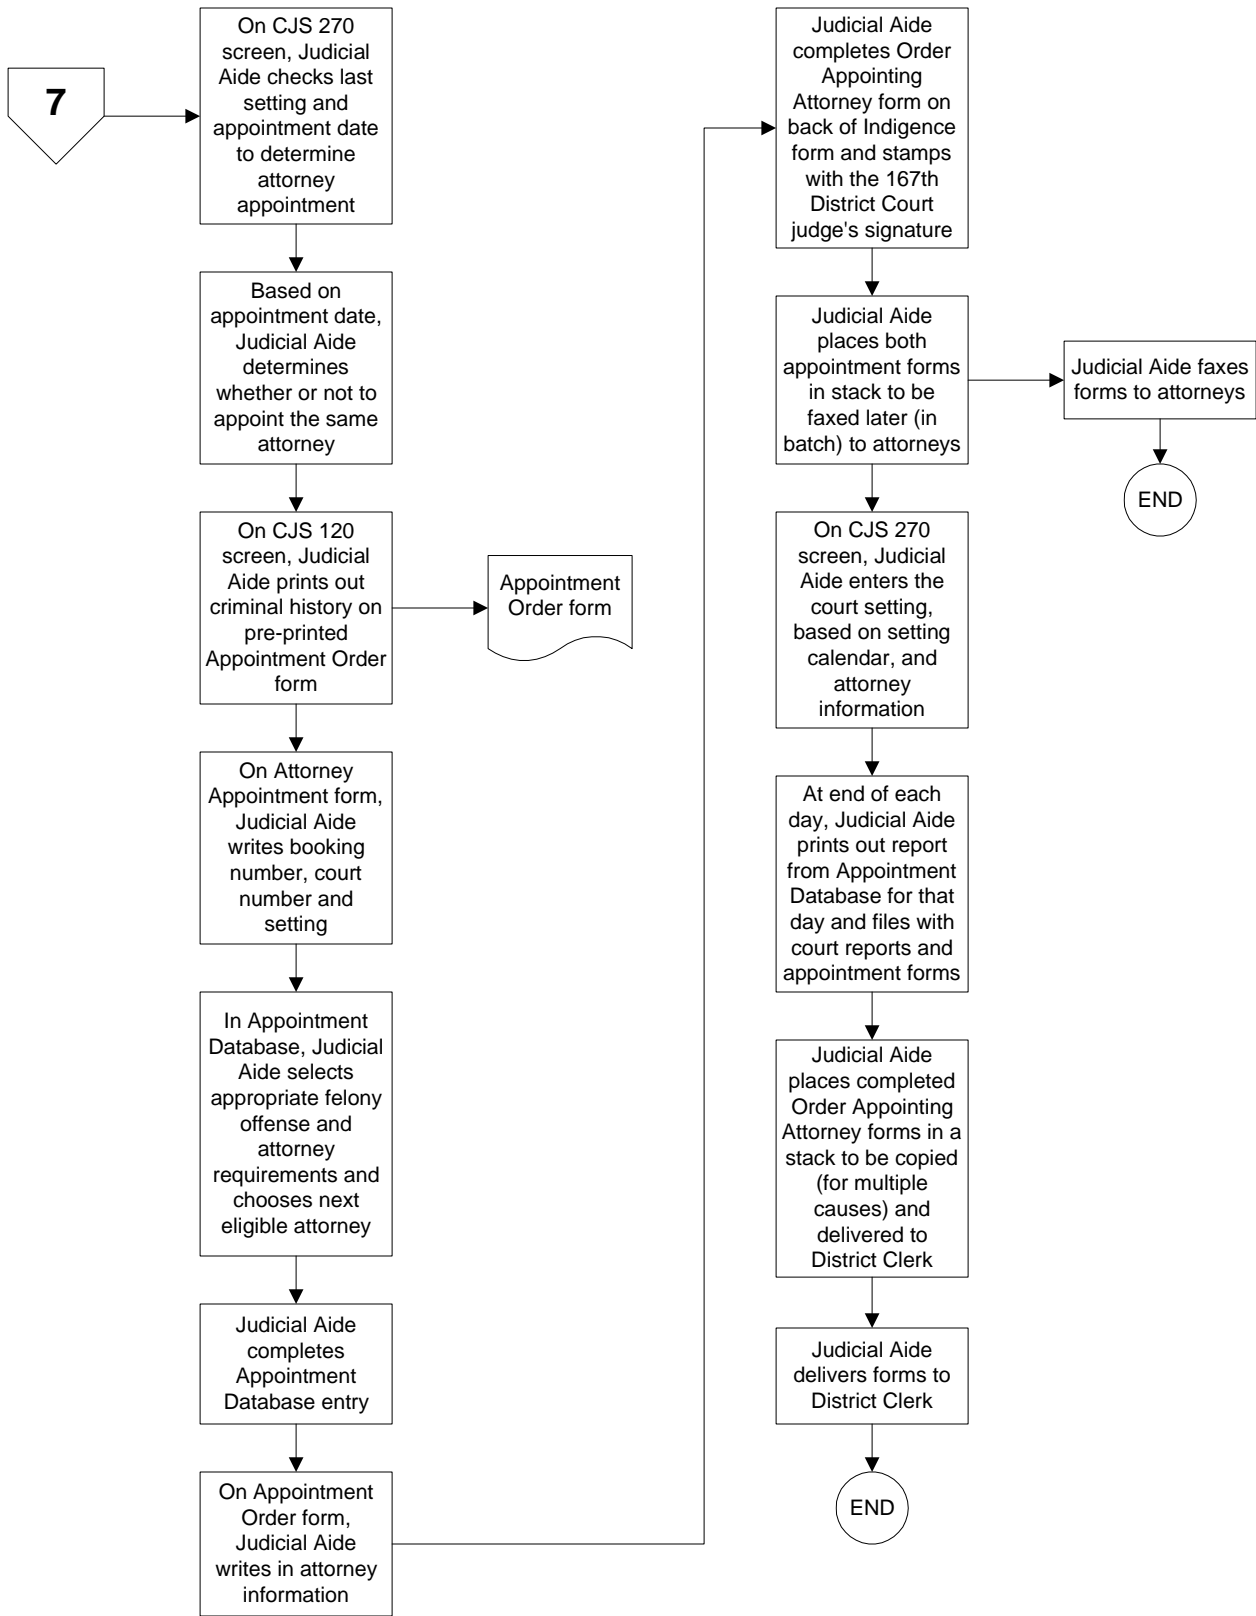 7
On CJS 270
screen, Judicial
Aide checks last
setting and
appointment date
to determine
attorney
appointment
Based on
appointment date,
Judicial Aide
determines
whether or not to
appoint the same
attorney
On CJS 120
screen, Judicial
Aide prints out
criminal history on
pre-printed
Appointment Order
form
Appointment
Order form
On Attorney
Appointment form,
Judicial Aide
writes booking
number, court
number and
setting
In Appointment
Database, Judicial
Aide selects
appropriate felony
offense and
attorney
requirements and
chooses next
eligible attorney
Judicial Aide
completes
Appointment
Database entry
On Appointment
Order form,
Judicial Aide
writes in attorney
information
Judicial Aide
completes Order
Appointing
Attorney form on
back of Indigence
form and stamps
with the 167th
District Court
judge's signature
Judicial Aide
places both
appointment forms
in stack to be
faxed later (in
batch) to attorneys
Judicial Aide faxes
forms to attorneys
END
On CJS 270
screen, Judicial
Aide enters the
court setting,
based on setting
calendar, and
attorney
information
At end of each
day, Judicial Aide
prints out report
from Appointment
Database for that
day and files with
court reports and
appointment forms
Judicial Aide
places completed
Order Appointing
Attorney forms in a
stack to be copied
(for multiple
causes) and
delivered to
District Clerk
Judicial Aide
delivers forms to
District Clerk
END